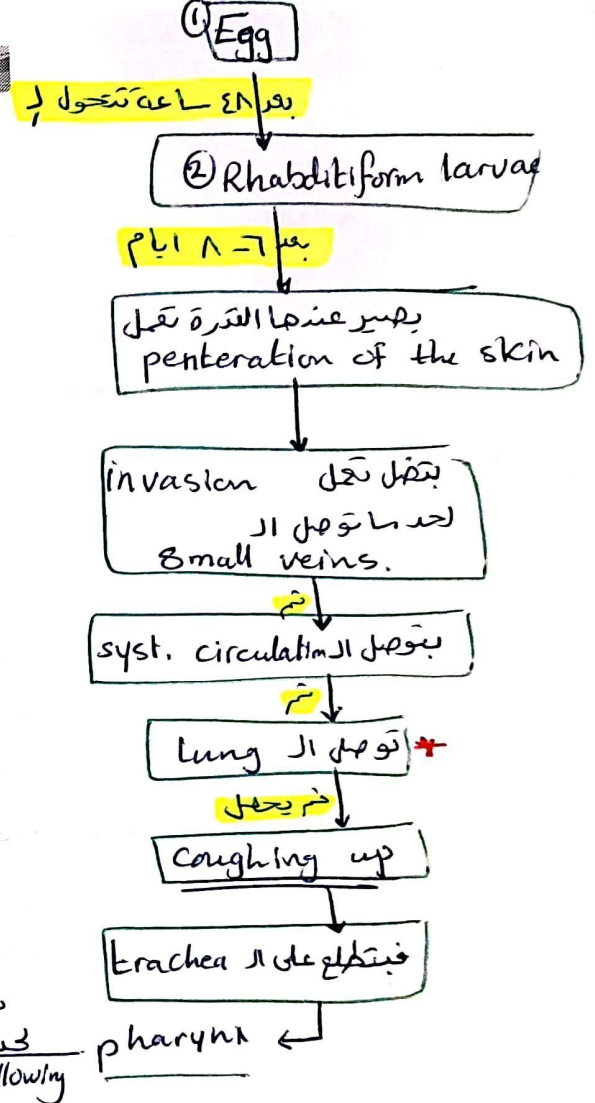 ① Egg
بعد ٤٨ ساعة تتحول لـ
② Rhabditiform larvae
بعد ٦-٨ ايام
بصير عندها القدرة تعمل
penteration of the skin
بتضل تعمل invasion
لحد ما توصل الـ
small veins.
ثم
بتوصل الـ syst. circulation
ثم
توصل الـ Lung *
ثم يحصل
Coughing up
فبتطلع على الـ trachea
pharynx